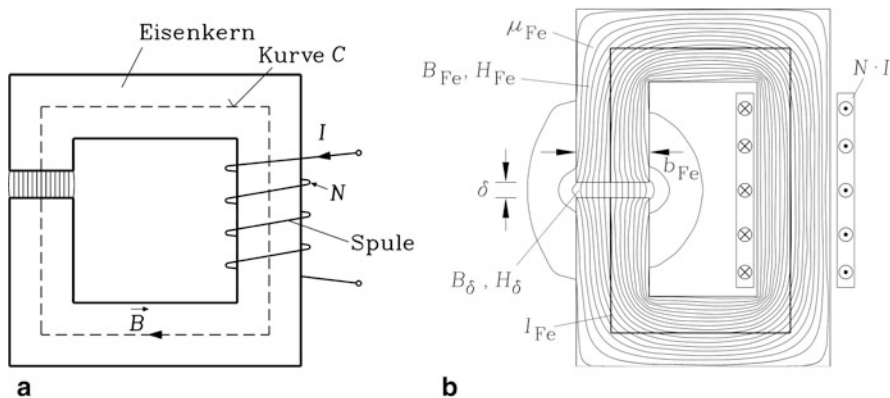 Eisenkern
Kurve C
I
N
Spule
B
a
μFe
BFe, HFe
N · I
bFe
δ
Bδ, Hδ
lFe
b